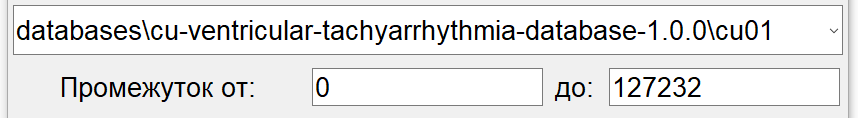 databases\cu-ventricular-tachyarrhythmia-database-1.0.0\cu01
Промежуток от: 0 до: 127232